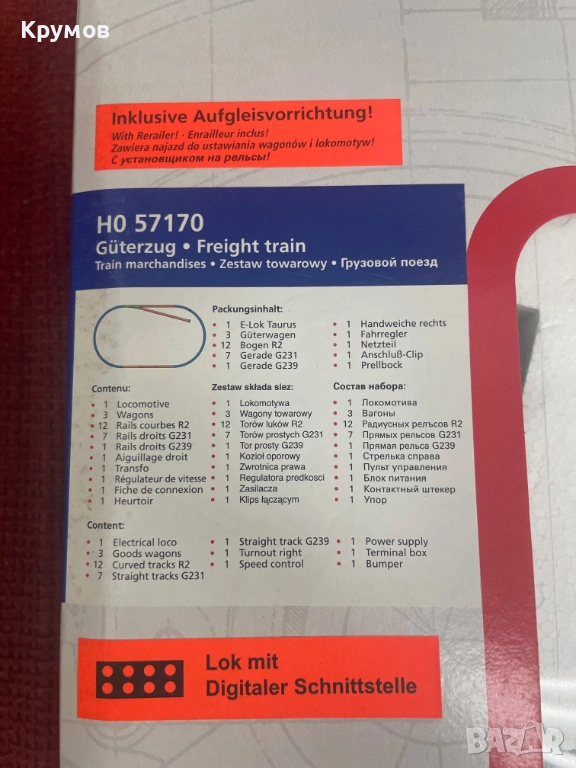 Крумов
Inklusive Aufgleisvorrichtung!
With Rerailer! · Enrailleur inclus!
Zawiera najazd do ustawiania wagonów i lokomotyw!
С установщиком на рельсы!
H0 57170
Güterzug • Freight train
Train marchandises • Zestaw towarowy • Грузовой поезд
Packungsinhalt:
• 1 E-Lok Taurus
• 3 Güterwagen
• 12 Bogen R2
• 7 Gerade G231
• 1 Gerade G239
• 1 Handweiche rechts
• 1 Fahrregler
• 1 Netzteil
• 1 Anschluß-Clip
• 1 Prellbock
Contenu:
• 1 Locomotive
• 3 Wagons
• 12 Rails courbes R2
• 7 Rails droits G231
• 1 Rails droits G239
• 1 Aiguillage droit
• 1 Transfo
• 1 Régulateur de vitesse
• 1 Fiche de connexion
• 1 Heurtoir
Zestaw składa siez:
• 1 Lokomotywa
• 3 Wagony towarowy
• 12 Torów luków R2
• 7 Torów prostych G231
• 1 Tor prosty G239
• 1 Kozioł oporowy
• 1 Zwrotnica prawa
• 1 Regulatora predkosci
• 1 Zasilacza
• 1 Klips łączącym
Состав набора:
• 1 Локомотива
• 3 Вагоны
• 12 Радиусных рельсов R2
• 7 Прямых рельсов G231
• 1 Прямая рельса G239
• 1 Стрелька справа
• 1 Пульт управления
• 1 Блок питания
• 1 Контактный штекер
• 1 Упор
Content:
• 1 Electrical loco
• 3 Goods wagons
• 12 Curved tracks R2
• 7 Straight tracks G231
• 1 Straight track G239
• 1 Turnout right
• 1 Speed control
• 1 Power supply
• 1 Terminal box
• 1 Bumper
Lok mit
Digitaler Schnittstelle
BAZAR